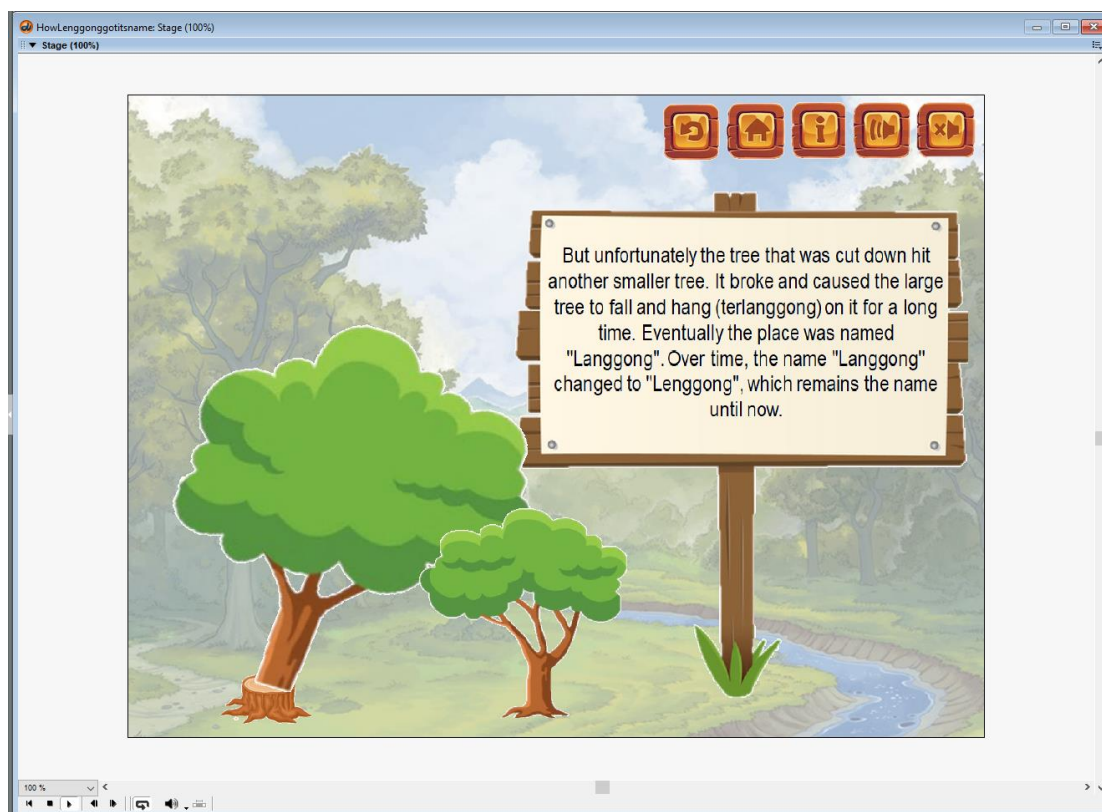 HowLenggonggotitsname: Stage (100%)
Stage (100%)
But unfortunately the tree that was cut down hit
another smaller tree. It broke and caused the large
tree to fall and hang (terlanggong) on it for a long
time. Eventually the place was named
"Langgong". Over time, the name "Langgong"
changed to "Lenggong", which remains the name
until now.
100 %